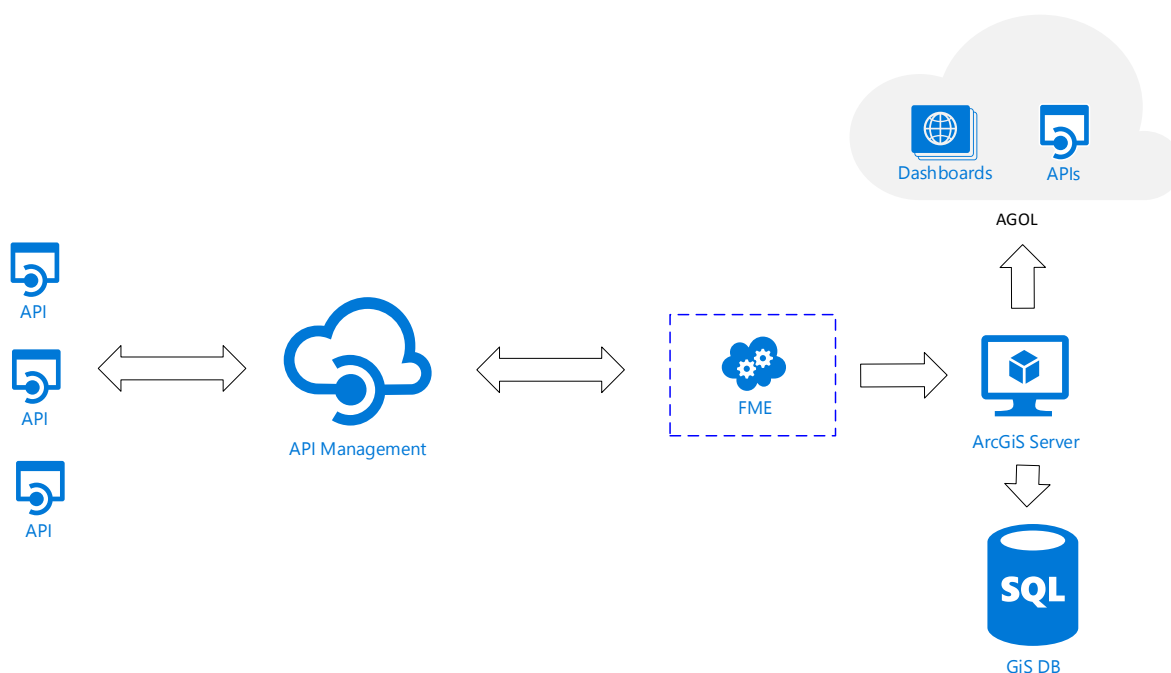 Dashboards
APIs
AGOL
API
API
API
API Management
FME
ArcGiS Server
SQL
GiS DB